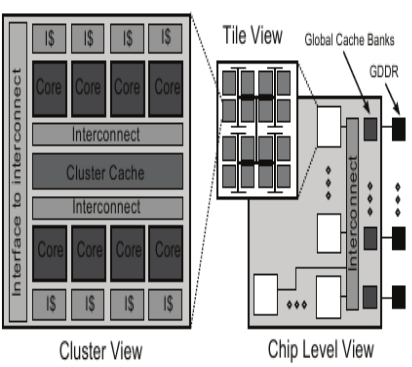 I$ I$ I$ I$
Core Core Core Core
Interconnect
Cluster Cache
Interconnect
Core Core Core Core
I$ I$ I$ I$
Interface to interconnect
Cluster View
Tile View
Global Cache Banks
GDDR
Interconnect
Chip Level View